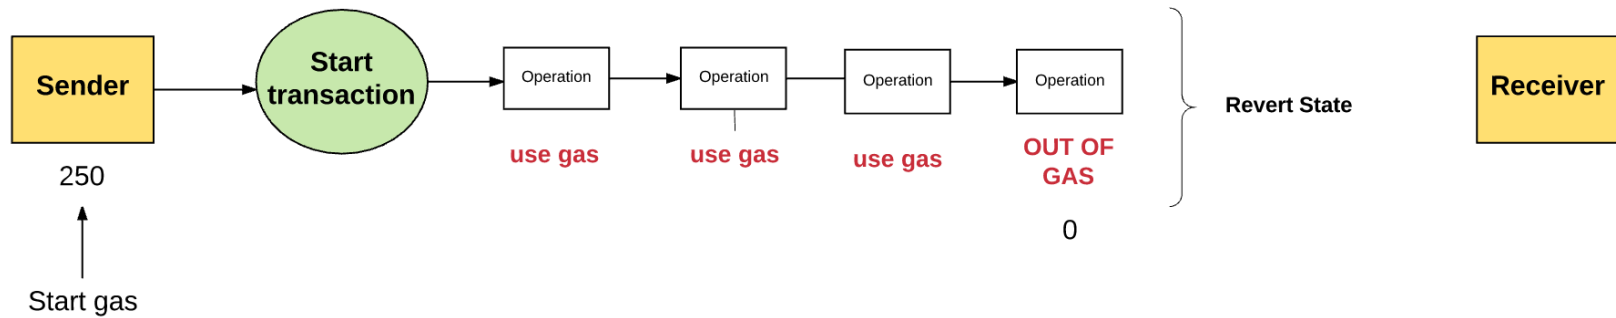 Sender
Start
transaction
Operation
Operation
Operation
Operation
Revert State
Receiver
use gas
use gas
use gas
OUT OF
GAS
250
0
Start gas